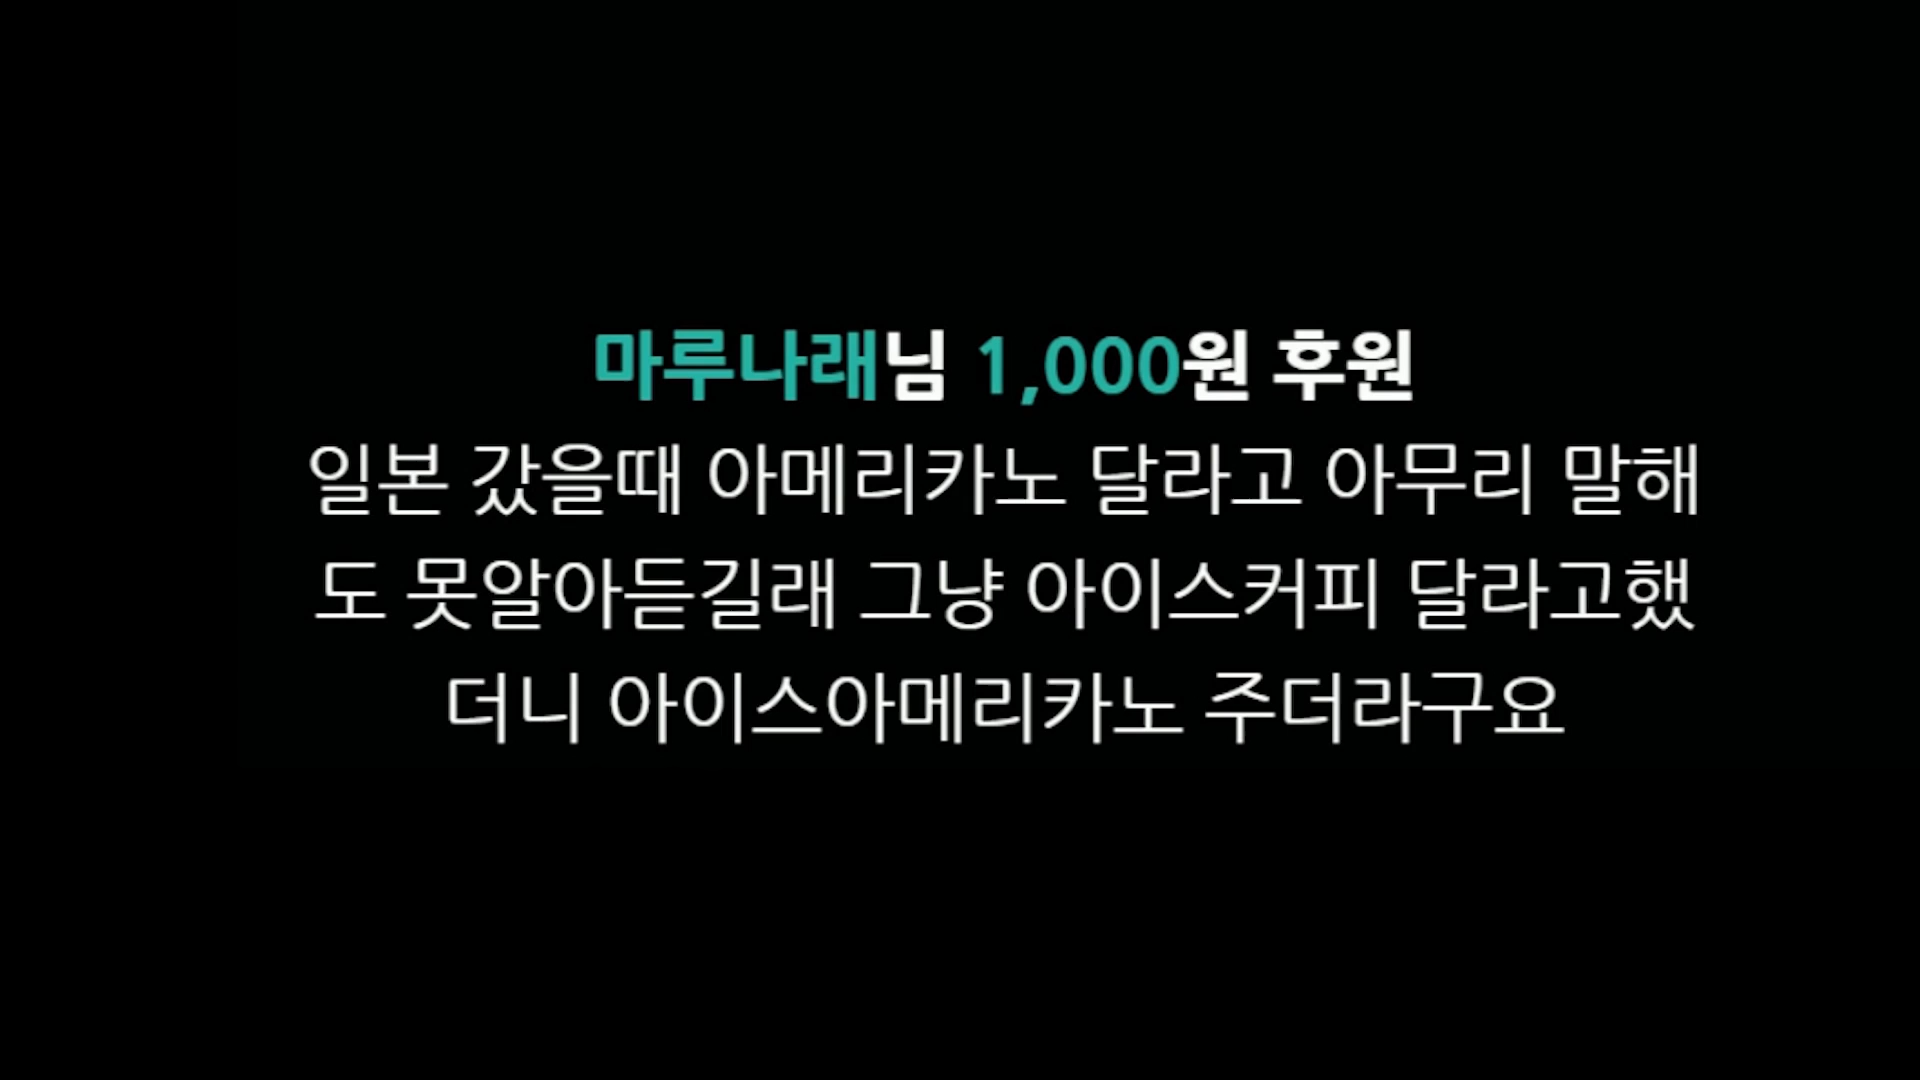 마루나래님 1,000원 후원
일본 갔을때 아메리카노 달라고 아무리 말해
도 못알아듣길래 그냥 아이스커피 달라고했
더니 아이스아메리카노 주더라구요